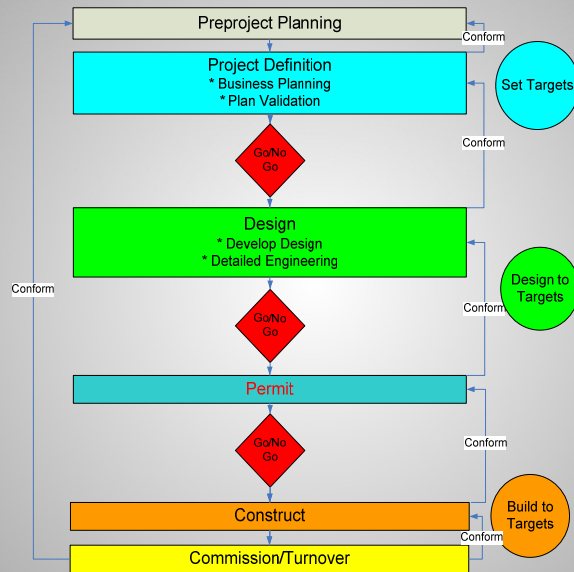 Preproject Planning
Conform
Project Definition
* Business Planning
* Plan Validation
Set Targets
Go/No
Go
Conform
Design
* Develop Design
* Detailed Engineering
Design to
Targets
Conform
Conform
Go/No
Go
Permit
Go/No
Go
Conform
Construct
Build to
Targets
Conform
Commission/Turnover